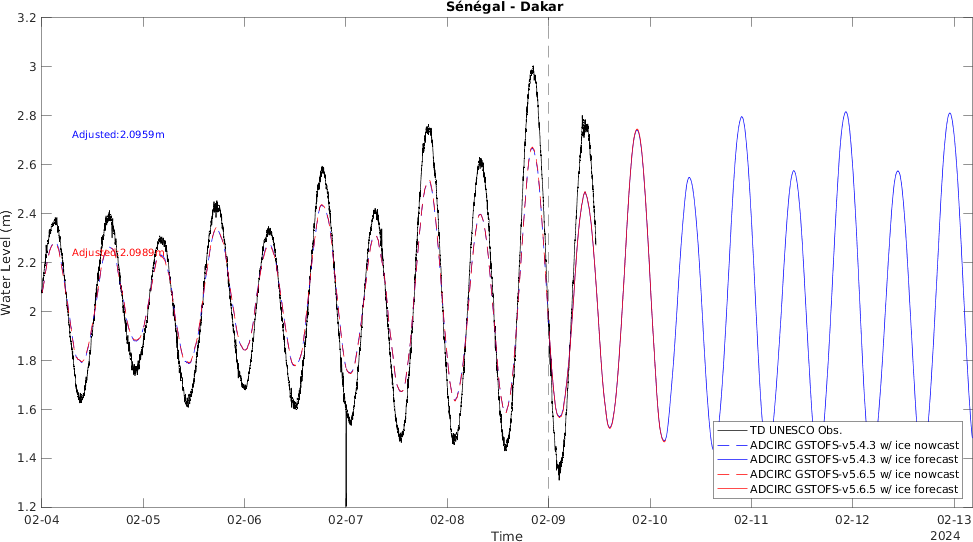 Sénégal - Dakar
3.2
3
2.8
2.6
2.4
2.2
2
1.8
1.6
1.4
1.2
Water Level (m)
Adjusted:2.0959m
Adjusted:2.0989m
TD UNESCO Obs.
ADCIRC GSTOFS-v5.4.3 w/ ice nowcast
ADCIRC GSTOFS-v5.4.3 w/ ice forecast
ADCIRC GSTOFS-v5.6.5 w/ ice nowcast
ADCIRC GSTOFS-v5.6.5 w/ ice forecast
02-04 02-05 02-06 02-07 02-08 02-09 02-10 02-11 02-12 02-13
Time
2024